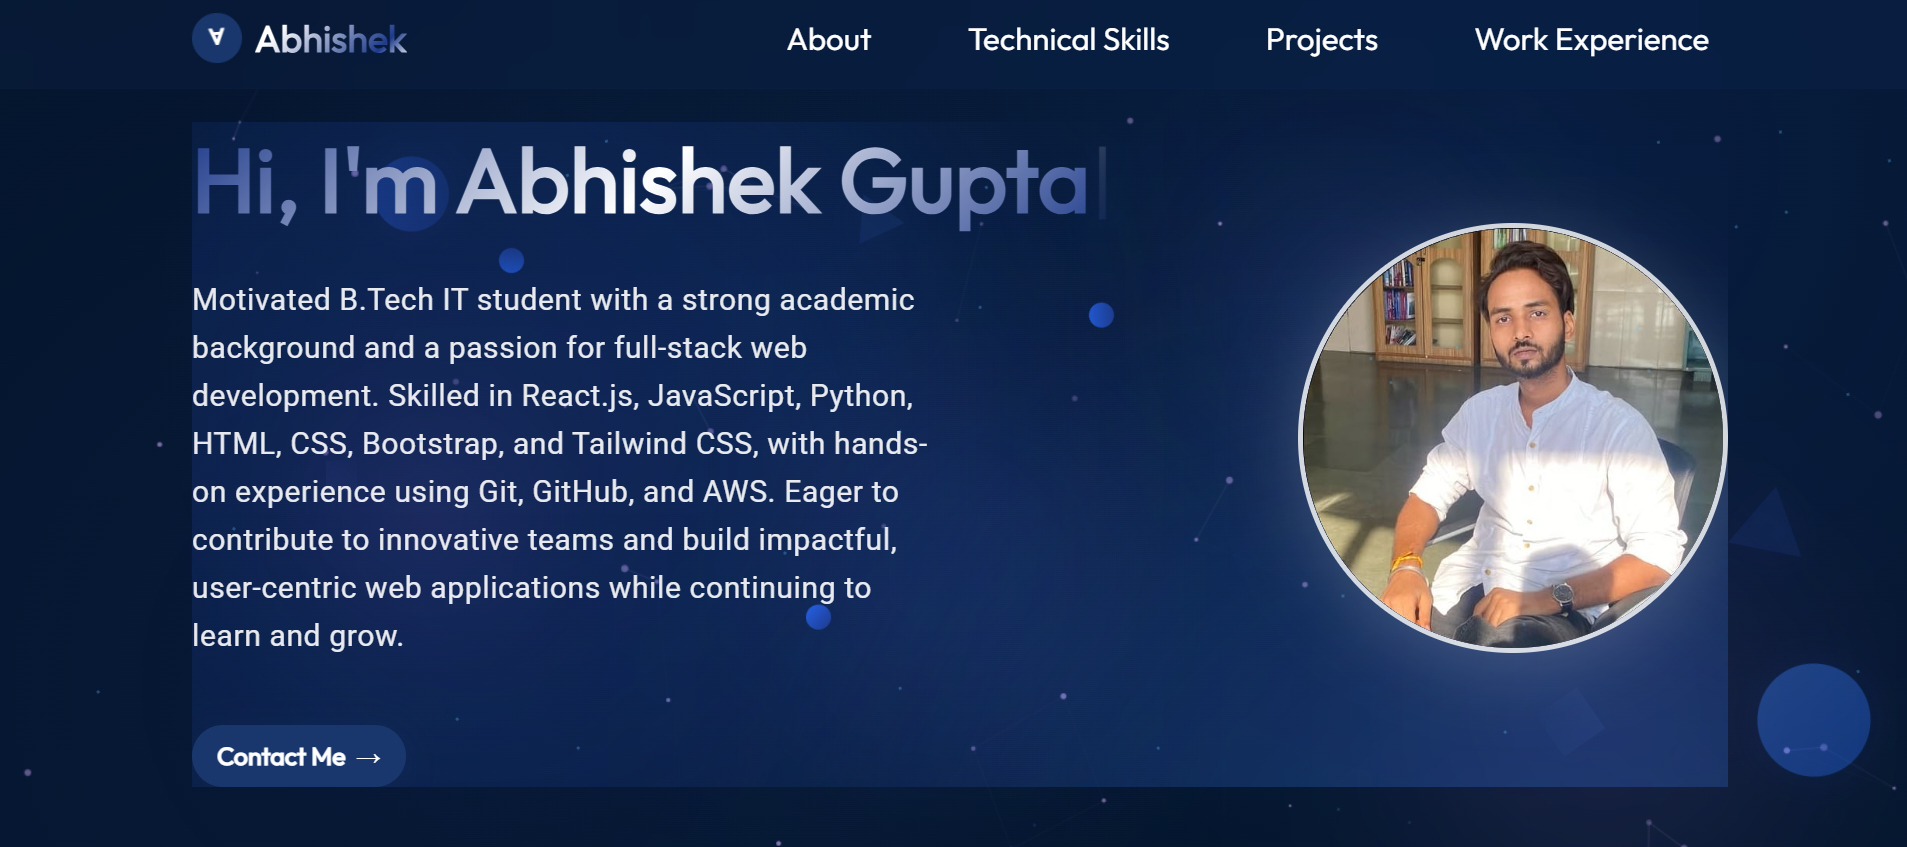 ∀ Abhishek
About
Technical Skills
Projects
Work Experience
Hi, I'm Abhishek Gupta|
Motivated B.Tech IT student with a strong academic
background and a passion for full-stack web
development. Skilled in React.js, JavaScript, Python,
HTML, CSS, Bootstrap, and Tailwind CSS, with hands-
on experience using Git, GitHub, and AWS. Eager to
contribute to innovative teams and build impactful,
user-centric web applications while continuing to
learn and grow.
Contact Me →